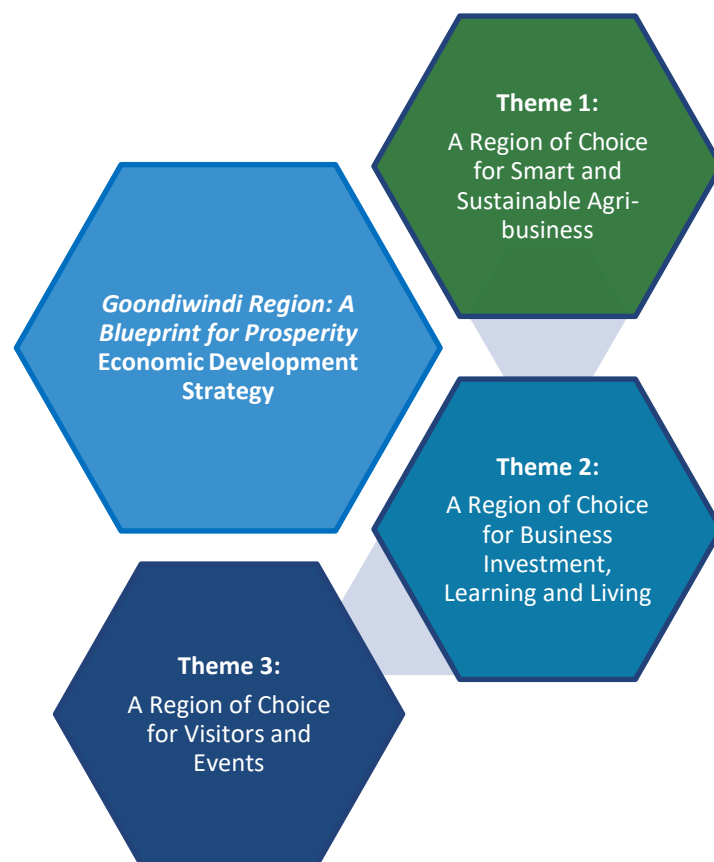 Theme 1:
A Region of Choice
for Smart and
Sustainable Agri-
business
Goondiwindi Region: A
Blueprint for Prosperity
Economic Development
Strategy
Theme 2:
A Region of Choice
for Business
Investment,
Learning and Living
Theme 3:
A Region of Choice
for Visitors and
Events